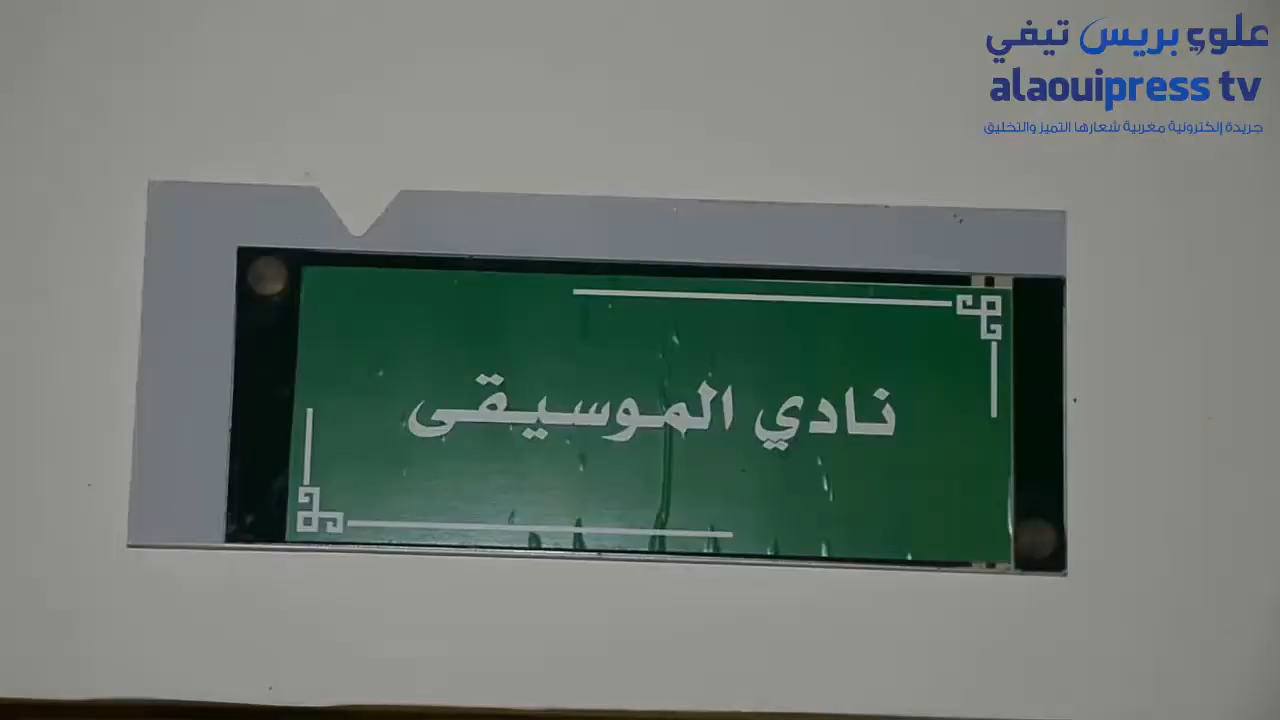 علوي بريس تيفي
alaouipress tv
جريدة إلكترونية مغربية شعارها التميز والتخليق
نادي الموسيقى